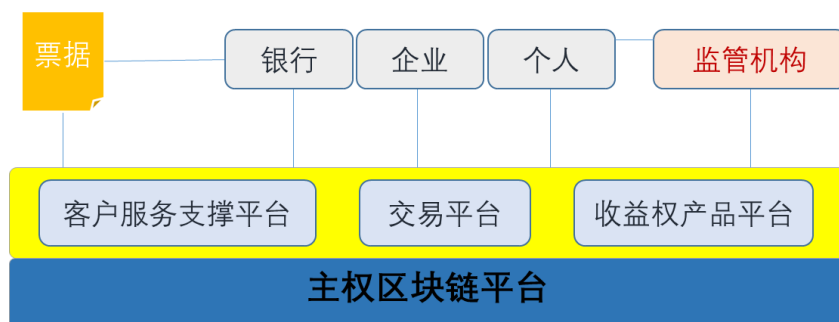 票据
银行
企业
个人
监管机构
客户服务支撑平台
交易平台
收益权产品平台
主权区块链平台